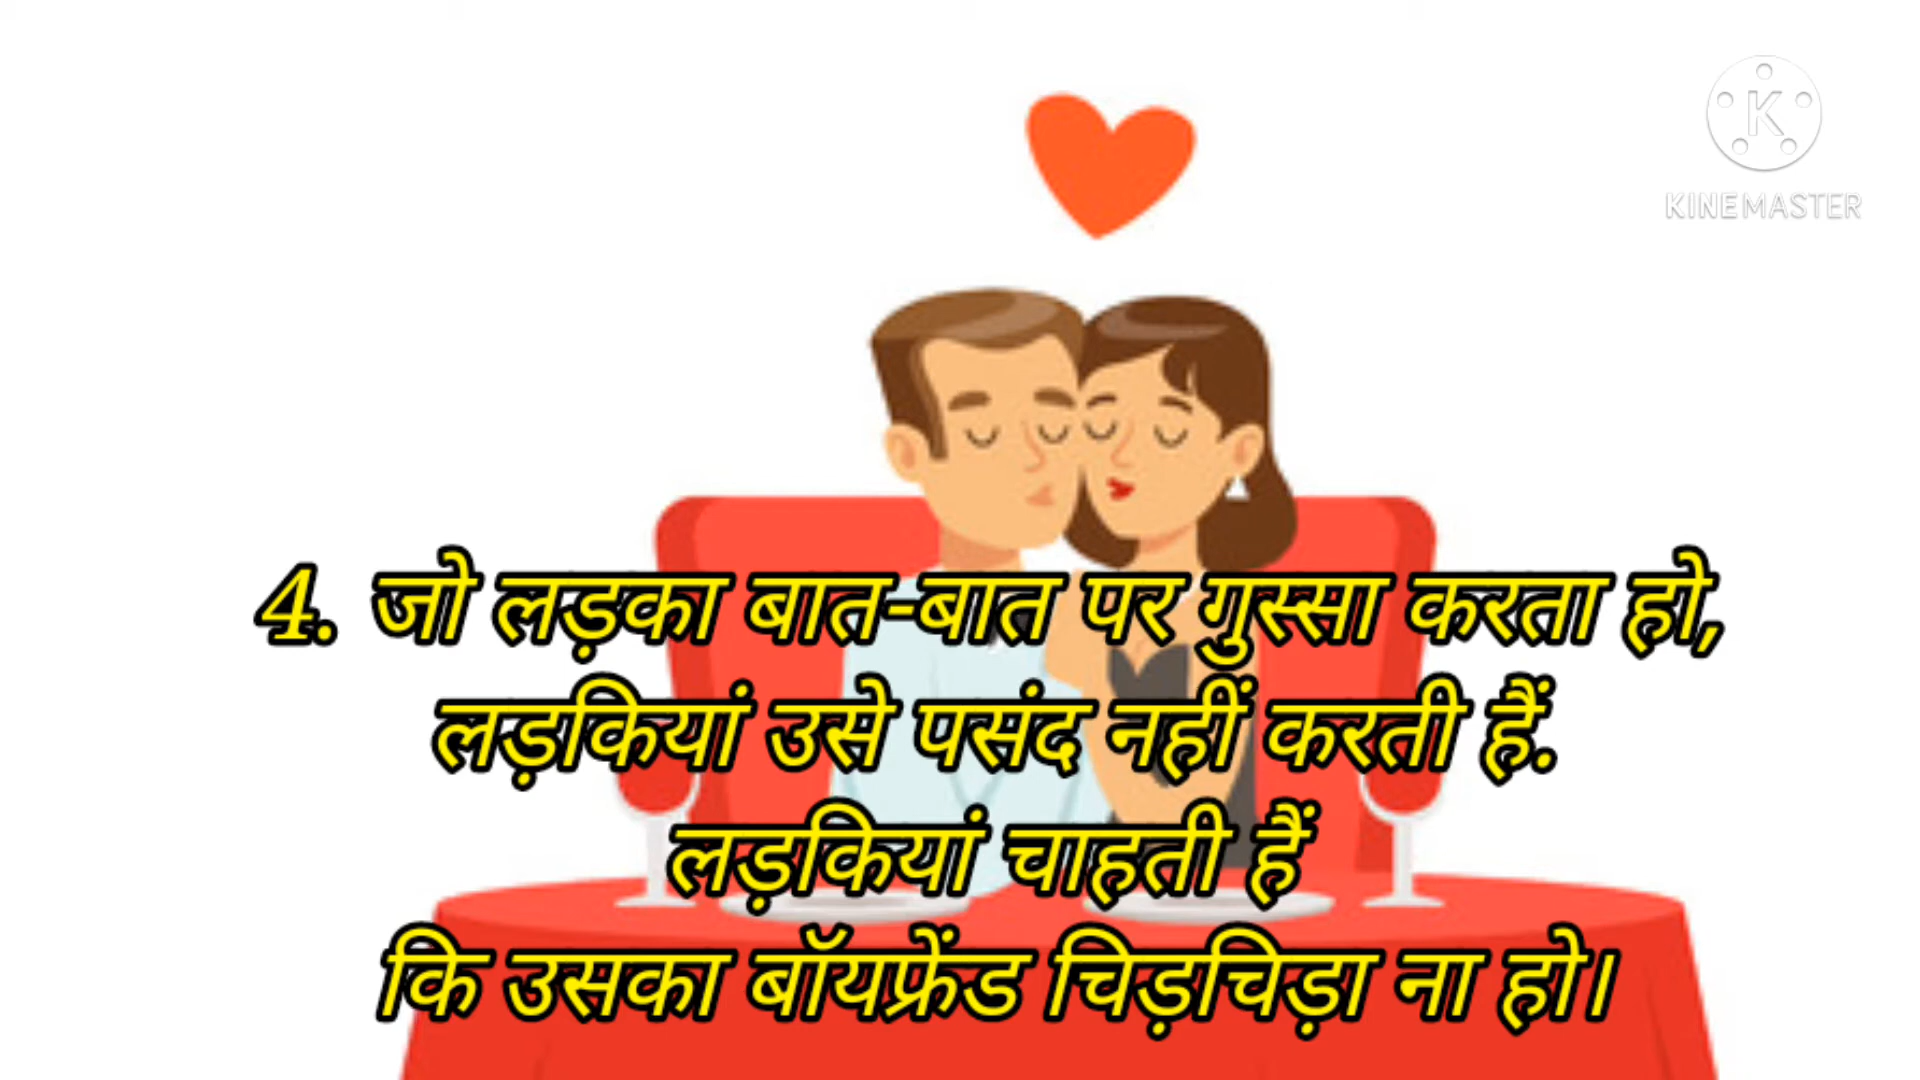 KINEMASTER
4. जो लड़का बात-बात पर गुस्सा करता हो,
लड़कियां उसे पसंद नहीं करती हैं.
लड़कियां चाहती हैं
कि उसका बॉयफ्रेंड चिड़चिड़ा ना हो।